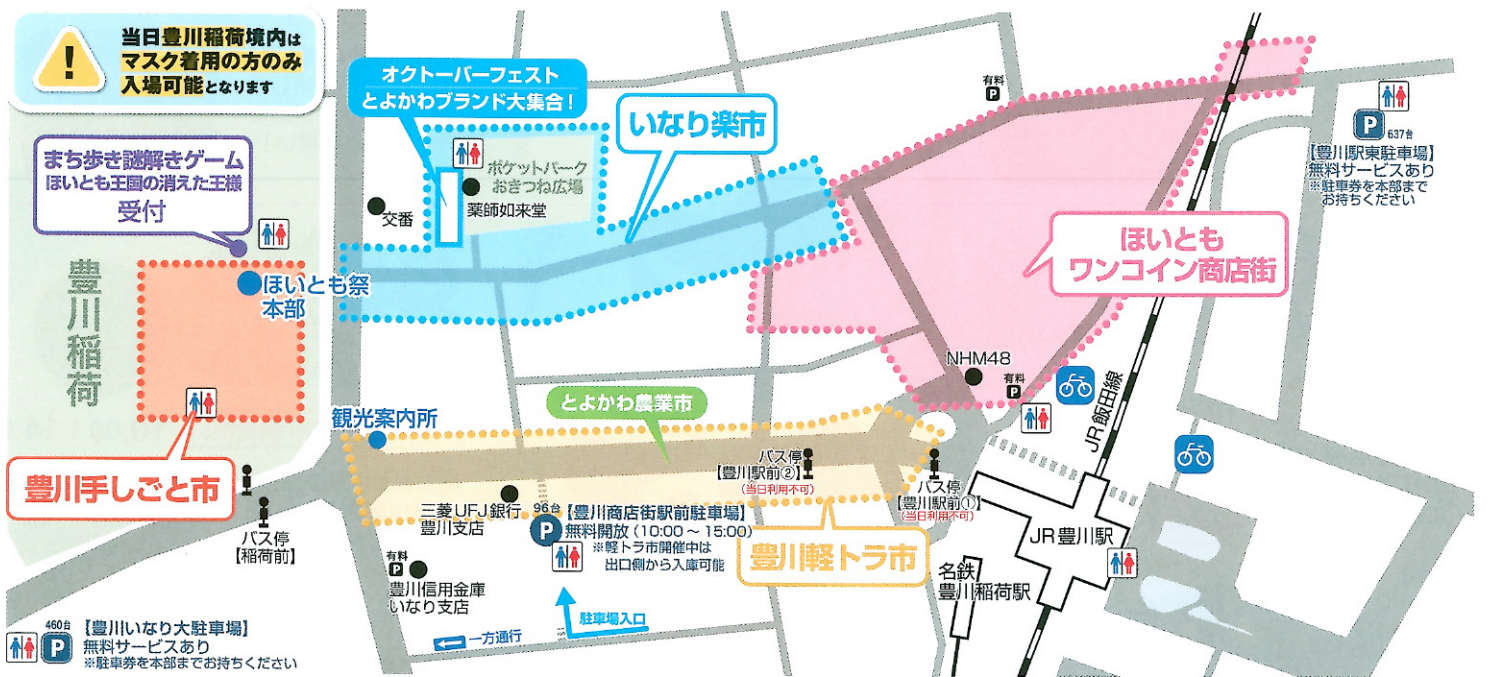 当日豊川稲荷境内は
マスク着用の方のみ
入場可能となります
オクトーバーフェスト
とよかわブランド大集合！
いなり楽市
有料
P
P 637台
【豊川駅東駐車場】
無料サービスあり
※駐車券を本部まで
お持ちください
まち歩き謎解きゲーム
ほいとも王国の消えた王様
受付
ポケットパーク
おきつね広場
薬師如来堂
交番
ほいとも
ワンコイン商店街
豊川稲荷
ほいとも祭
本部
NHM48
有料
P
JR飯田線
とよかわ農業市
観光案内所
豊川手しごと市
バス停
【豊川駅前②】
(当日利用不可)
バス停
【豊川駅前①】
(当日利用不可)
三菱UFJ銀行
豊川支店
96台
P
【豊川商店街駅前駐車場】
無料開放(10:00～15:00)
※軽トラ市開催中は
出口側から入庫可能
豊川軽トラ市
JR豊川駅
名鉄
豊川稲荷駅
バス停
【稲荷前】
有料
P
豊川信用金庫
いなり支店
駐車場入口
一方通行
460台
P
【豊川いなり大駐車場】
無料サービスあり
※駐車券を本部までお持ちください